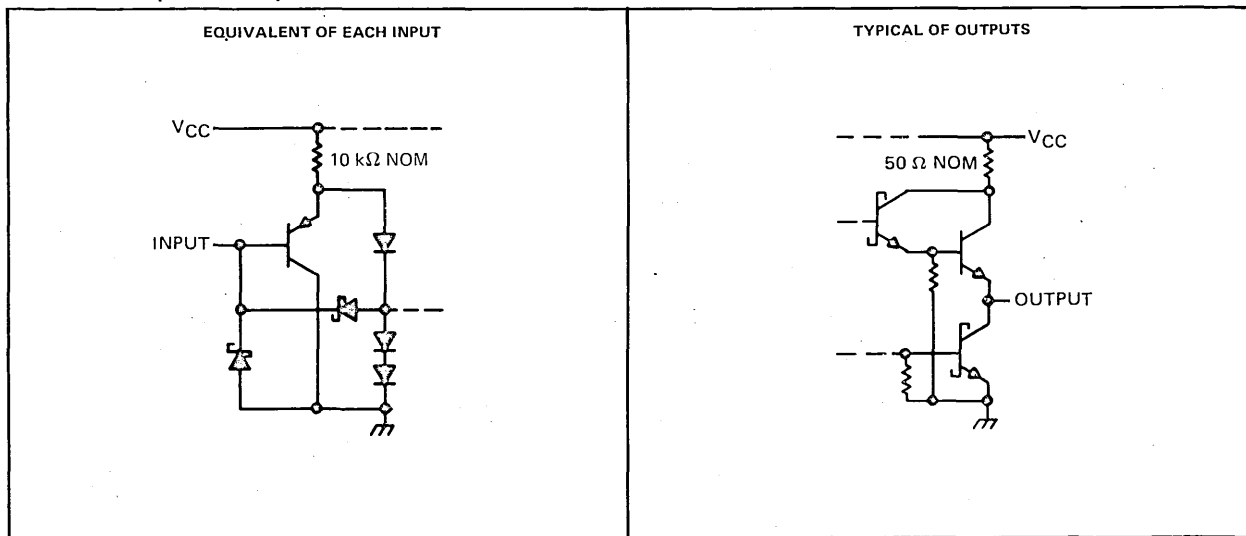 EQUIVALENT OF EACH INPUT
VCC
10 kΩ NOM
INPUT
TYPICAL OF OUTPUTS
VCC
50 Ω NOM
OUTPUT